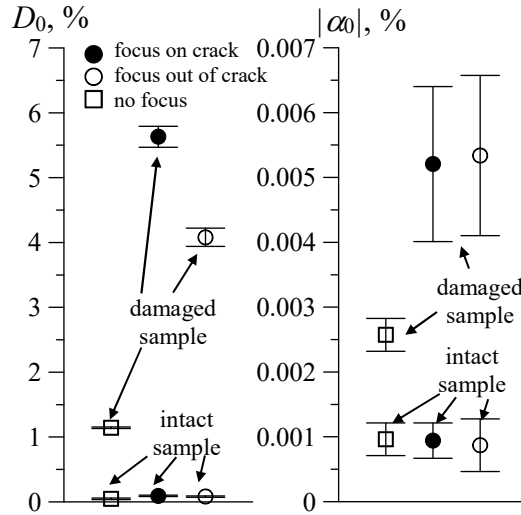 D₀, %
7
6
5
4
3
2
1
0
focus on crack
focus out of crack
no focus
damaged
sample
intact
sample
|α₀|, %
0.007
0.006
0.005
0.004
0.003
0.002
0.001
0
damaged
sample
intact
sample